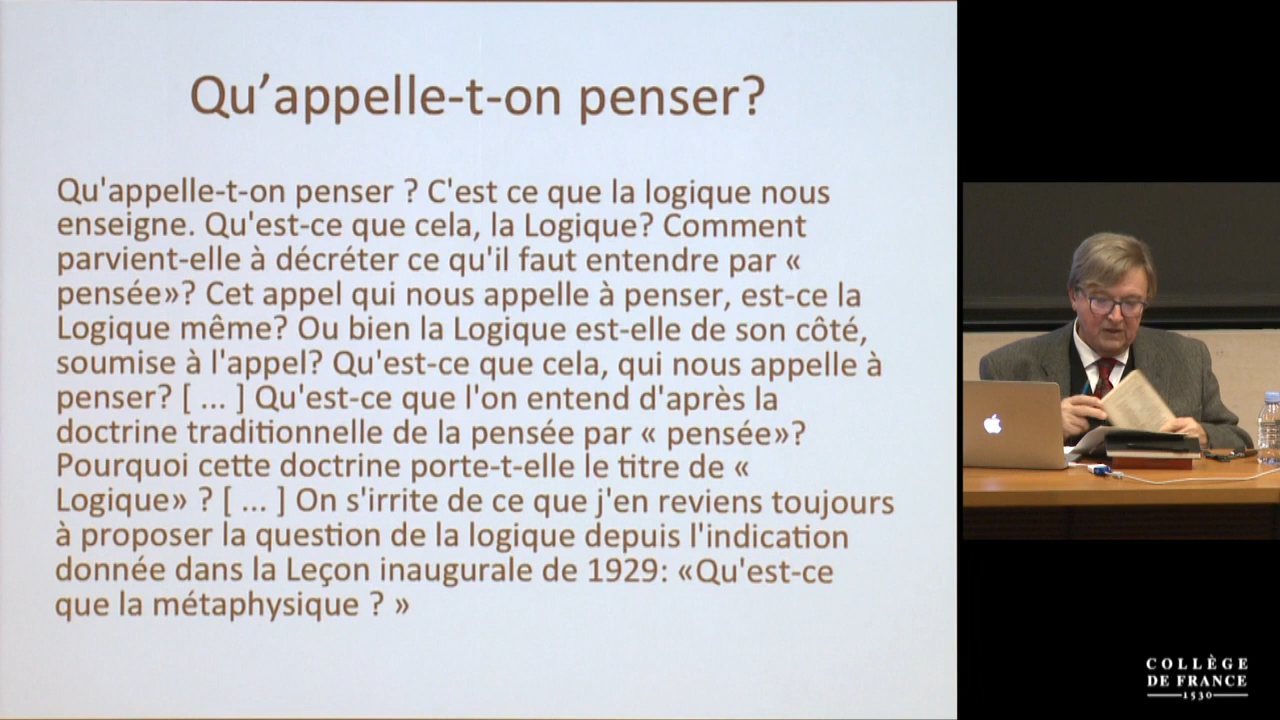 Qu’appelle-t-on penser?
Qu'appelle-t-on penser ? C'est ce que la logique nous
enseigne. Qu'est-ce que cela, la Logique? Comment
parvient-elle à décréter ce qu'il faut entendre par «
pensée»? Cet appel qui nous appelle à penser, est-ce la
Logique même? Ou bien la Logique est-elle de son côté,
soumise à l'appel? Qu'est-ce que cela, qui nous appelle à
penser? [ ... ] Qu'est-ce que l'on entend d'après la
doctrine traditionnelle de la pensée par « pensée»?
Pourquoi cette doctrine porte-t-elle le titre de «
Logique» ? [ ... ] On s'irrite de ce que j'en reviens toujours
à proposer la question de la logique depuis l'indication
donnée dans la Leçon inaugurale de 1929: «Qu'est-ce
que la métaphysique ? »
COLLÈGE
DE FRANCE
1530